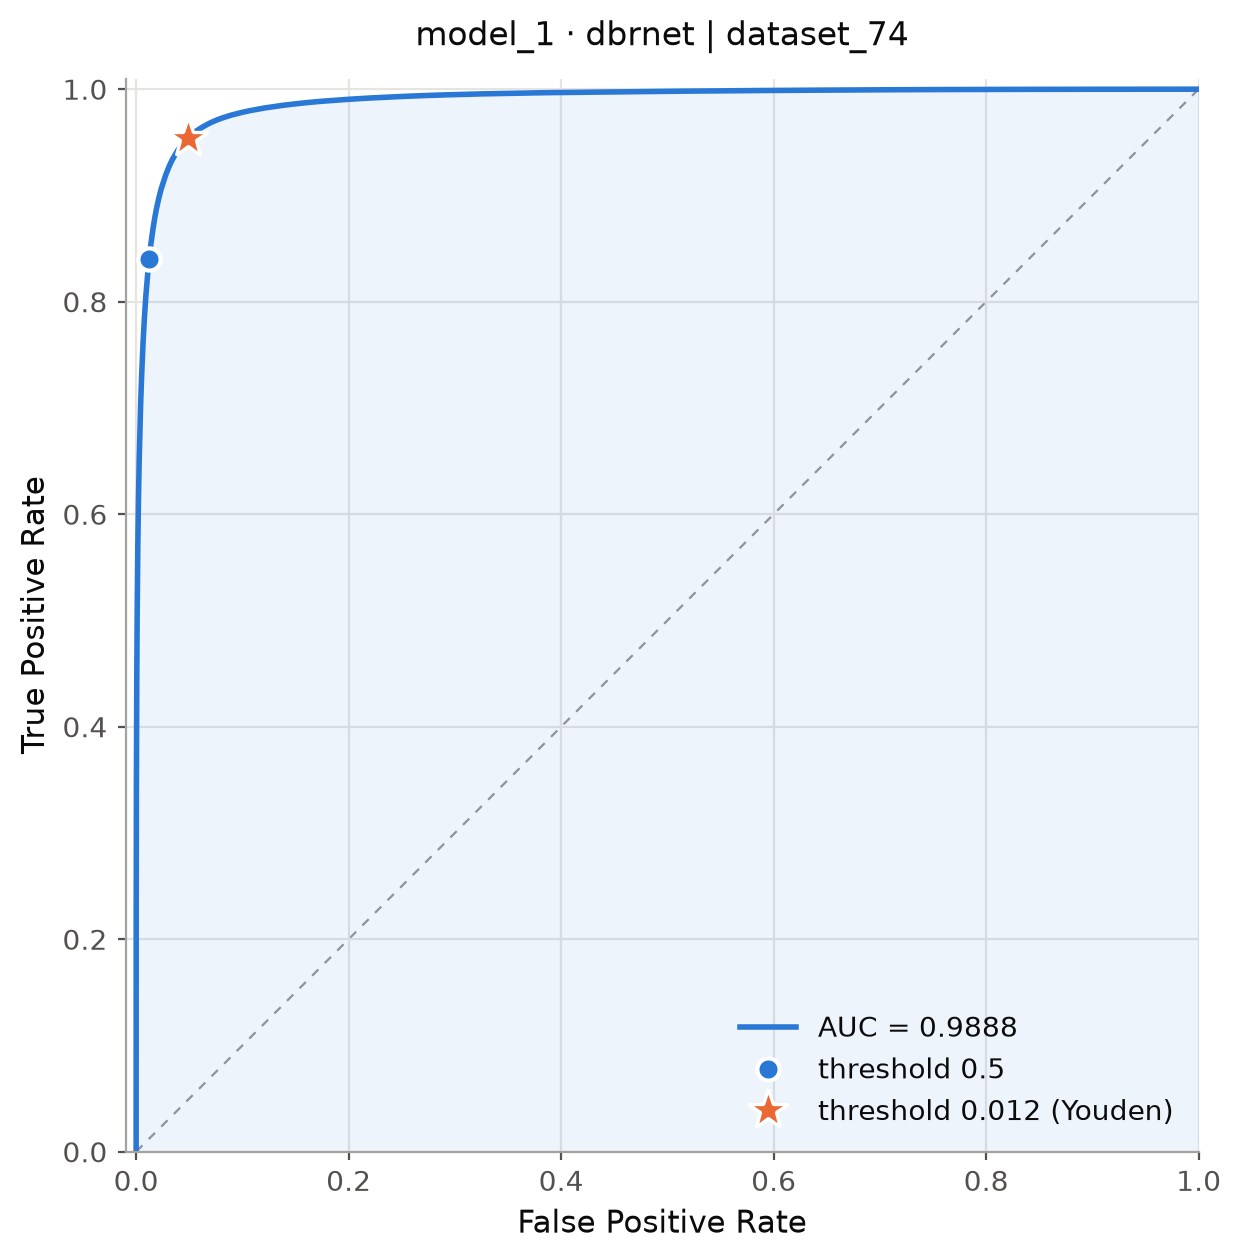 model_1 · dbrnet | dataset_74
True Positive Rate
1.0
0.8
0.6
0.4
0.2
0.0
0.0 0.2 0.4 0.6 0.8 1.0
False Positive Rate
AUC = 0.9888
threshold 0.5
threshold 0.012 (Youden)